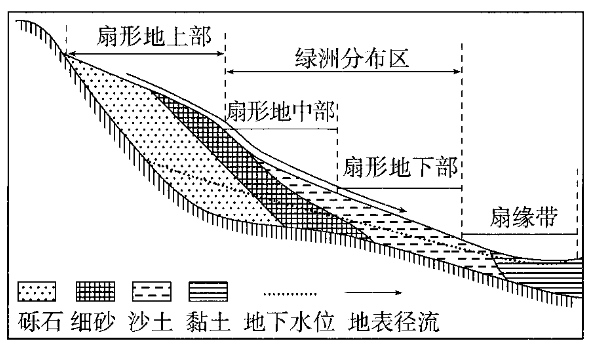 扇形地上部
绿洲分布区
扇形地中部
扇形地下部
扇缘带
砾石 细砂 沙土 黏土 地下水位 地表径流